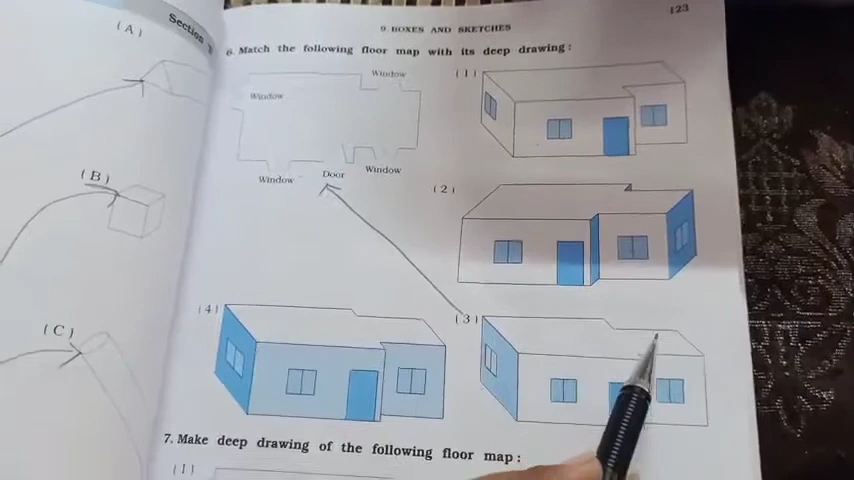 Section
(A)
(B)
(C)
9. BOXES AND SKETCHES
123
6. Match the following floor map with its deep drawing:
Window
Window
Window
Door
Window
(1)
(2)
(3)
(4)
7. Make deep drawing of the following floor map:
(1)